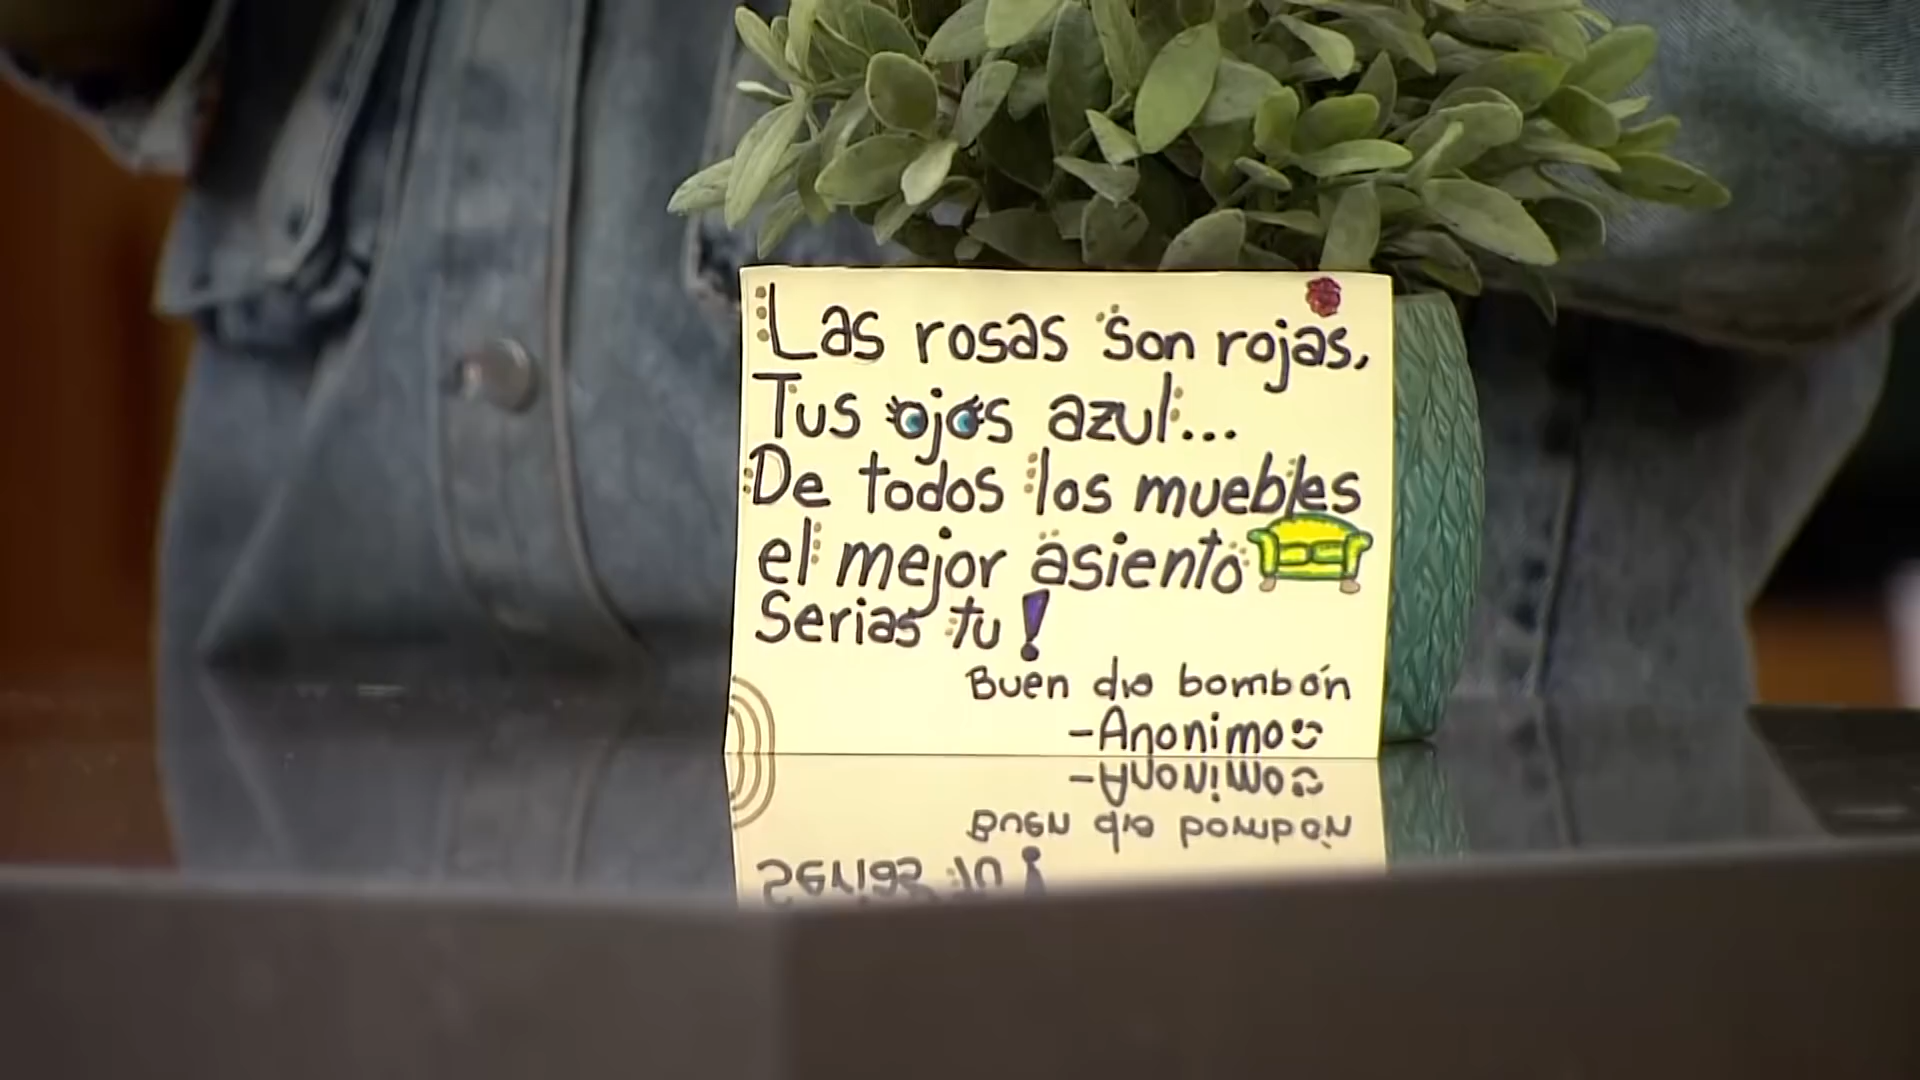 Las rosas son rojas,
Tus ojos azul...
De todos los muebles
el mejor asiento
Serias tu!
Buen dia bombón
-Anonimo